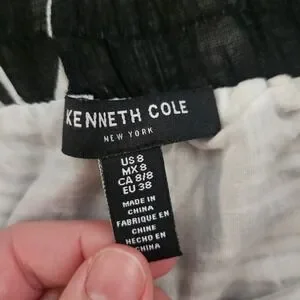 KENNETH COLE
NEW YORK
US 8
MX 8
CA 8/8
EU 38
MADE IN
CHINA
FABRIQUE EN
CHINE
HECHO EN
CHINA